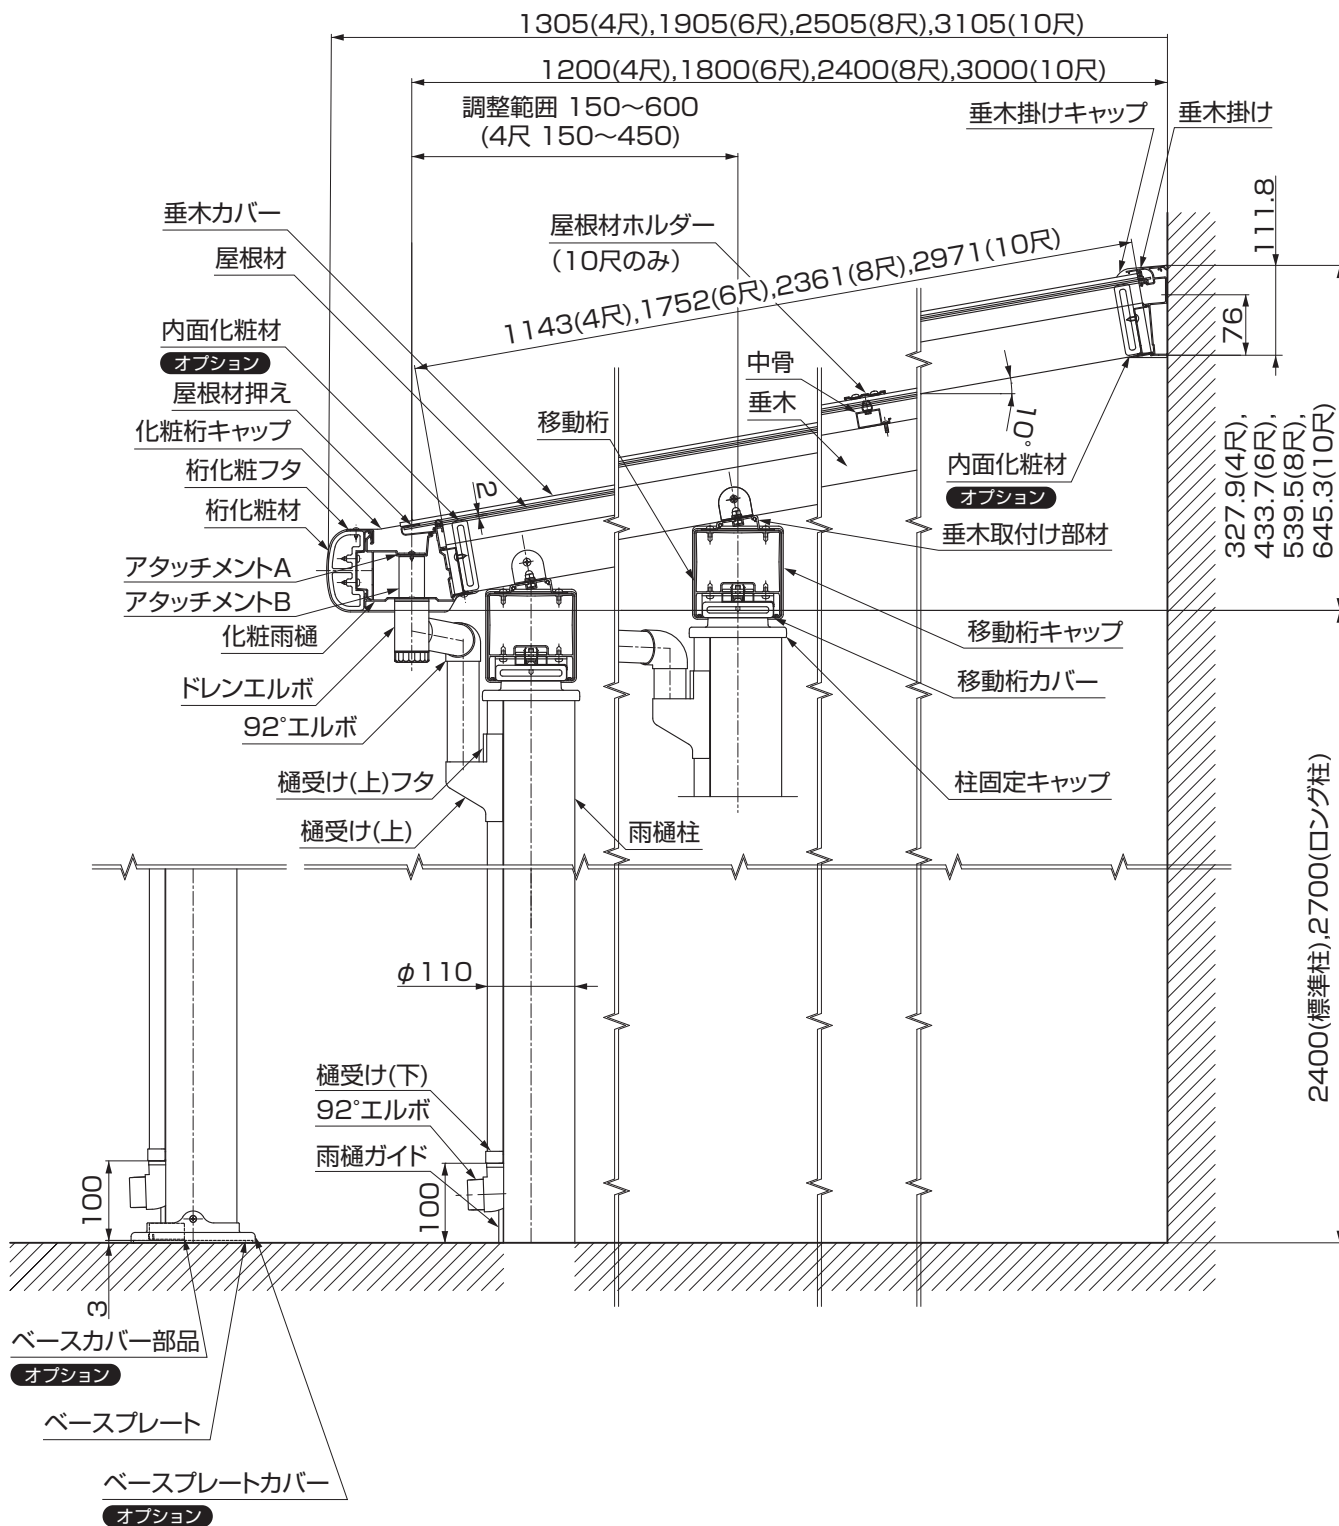 1305(4尺),1905(6尺),2505(8尺),3105(10尺)
1200(4尺),1800(6尺),2400(8尺),3000(10尺)
調整範囲 150～600
(4尺 150～450)
垂木掛けキャップ
垂木掛け
垂木カバー
屋根材ホルダー
（10尺のみ）
111.8
屋根材
1143(4尺),1752(6尺),2361(8尺),2971(10尺)
76
内面化粧材
オプション
中骨
屋根材押え
垂木
10°
移動桁
化粧桁キャップ
327.9(4尺),
433.7(6尺),
539.5(8尺),
645.3(10尺)
内面化粧材
オプション
桁化粧フタ
2
桁化粧材
垂木取付け部材
アタッチメントA
アタッチメントB
化粧雨樋
移動桁キャップ
ドレンエルボ
移動桁カバー
92°エルボ
樋受け(上)フタ
柱固定キャップ
樋受け(上)
雨樋柱
2400(標準柱),2700(ロング柱)
φ110
樋受け(下)
92°エルボ
雨樋ガイド
100
100
3
ベースカバー部品
オプション
ベースプレート
ベースプレートカバー
オプション